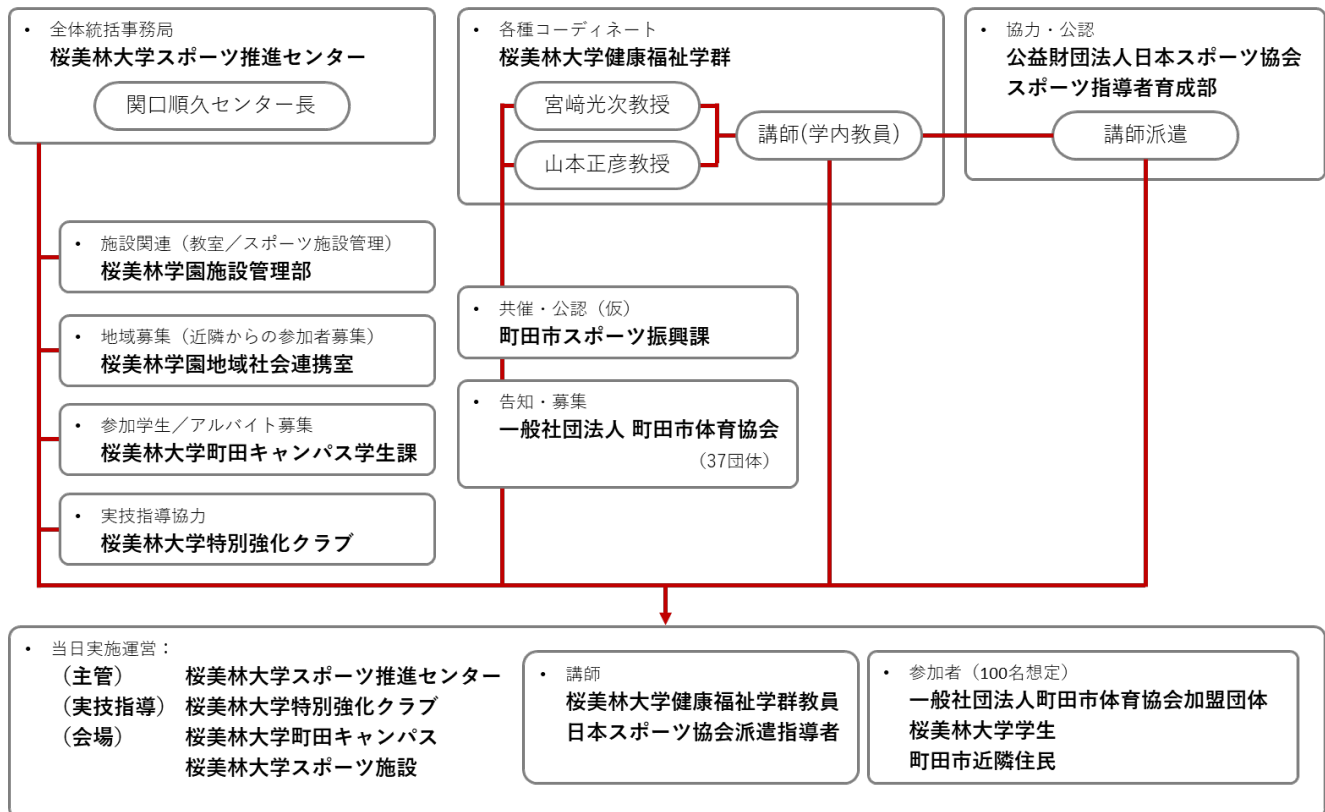 • 全体統括事務局
桜美林大学スポーツ推進センター
関口順久センター長
• 各種コーディネート
桜美林大学健康福祉学群
宮﨑光次教授
山本正彦教授
講師(学内教員)
• 協力・公認
公益財団法人日本スポーツ協会
スポーツ指導者育成部
講師派遣
• 施設関連（教室／スポーツ施設管理）
桜美林学園施設管理部
• 地域募集（近隣からの参加者募集）
桜美林学園地域社会連携室
• 参加学生／アルバイト募集
桜美林大学町田キャンパス学生課
• 実技指導協力
桜美林大学特別強化クラブ
• 共催・公認（仮）
町田市スポーツ振興課
• 告知・募集
一般社団法人 町田市体育協会
（37団体）
• 当日実施運営：
（主管） 桜美林大学スポーツ推進センター
（実技指導） 桜美林大学特別強化クラブ
（会場） 桜美林大学町田キャンパス
桜美林大学スポーツ施設
• 講師
桜美林大学健康福祉学群教員
日本スポーツ協会派遣指導者
• 参加者（100名想定）
一般社団法人町田市体育協会加盟団体
桜美林大学学生
町田市近隣住民